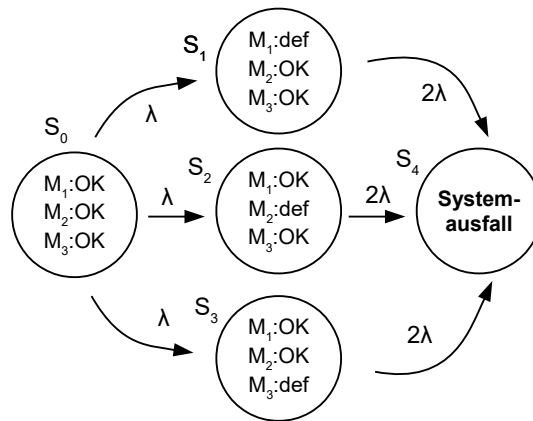 S₁
M₁:def
M₂:OK
M₃:OK
λ
2λ
S₀
M₁:OK
M₂:OK
M₃:OK
λ
S₂
M₁:OK
M₂:def
M₃:OK
2λ
S₄
System-
ausfall
λ
S₃
M₁:OK
M₂:OK
M₃:def
2λ